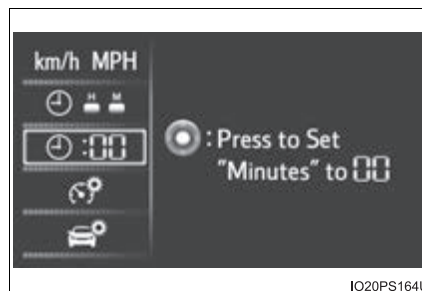 km/h MPH
H M
:00
: Press to Set
"Minutes" to 00
IO20PS164U